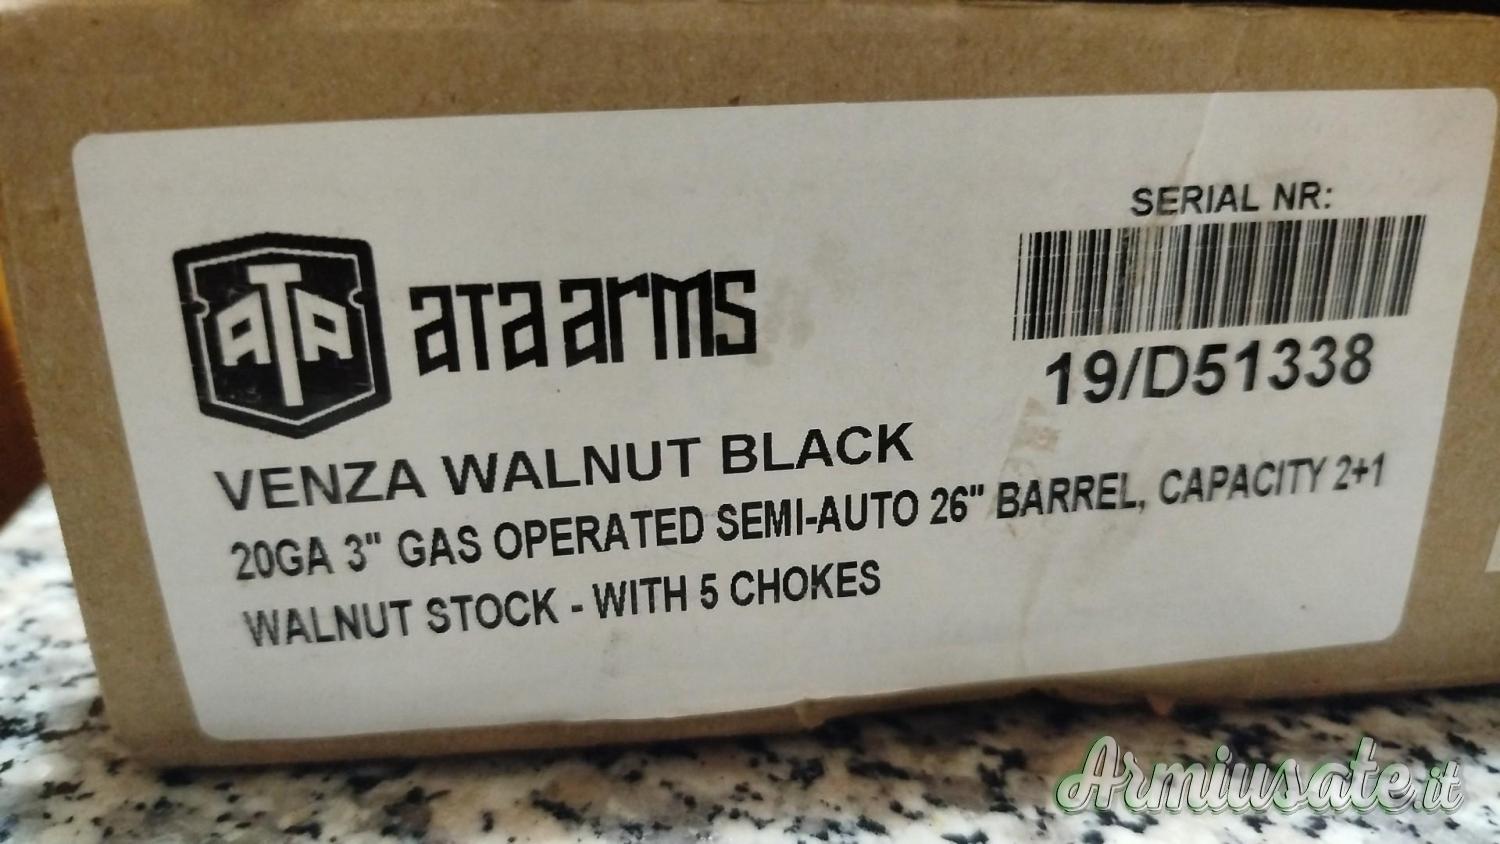 SERIAL NR:
ATA
ATA ARMS
19/D51338
VENZA WALNUT BLACK
20GA 3" GAS OPERATED SEMI-AUTO 26" BARREL, CAPACITY 2+1
WALNUT STOCK - WITH 5 CHOKES
Armiusate.it